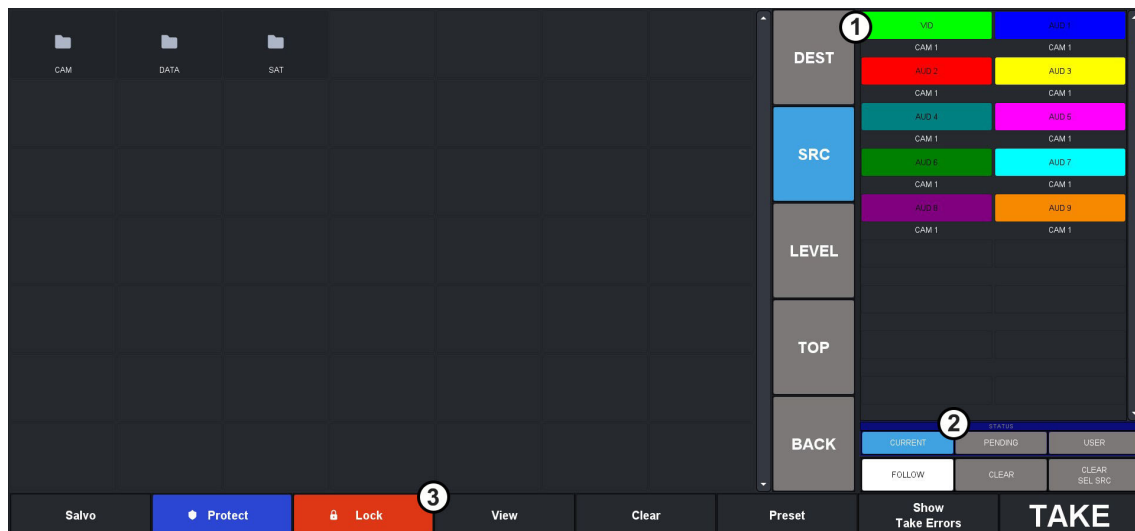 CAM
DATA
SAT
DEST
SRC
LEVEL
TOP
BACK
1
VID
AUD 1
CAM 1
CAM 1
AUD 2
AUD 3
CAM 1
CAM 1
AUD 4
AUD 5
CAM 1
CAM 1
AUD 6
AUD 7
CAM 1
CAM 1
AUD 8
AUD 9
CAM 1
CAM 1
2
STATUS
CURRENT
PENDING
USER
FOLLOW
CLEAR
CLEAR
SEL SRC
3
Salvo
Protect
Lock
View
Clear
Preset
Show
Take Errors
TAKE